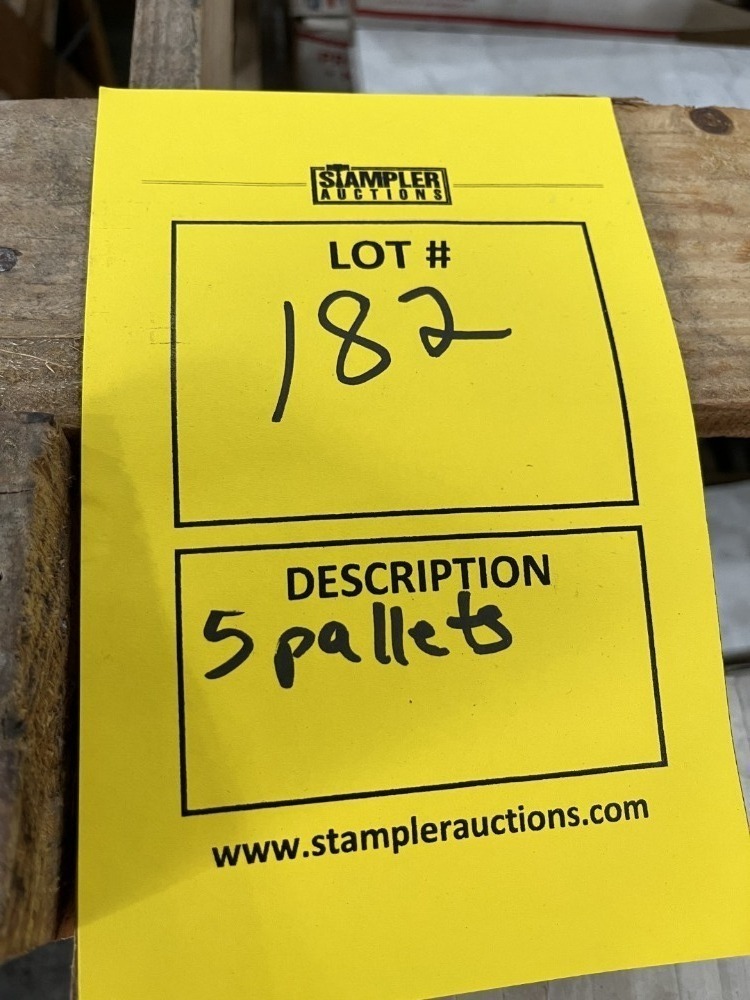 STAMPLER
AUCTIONS
LOT #
182
DESCRIPTION
5 pallets
www.stamplerauctions.com